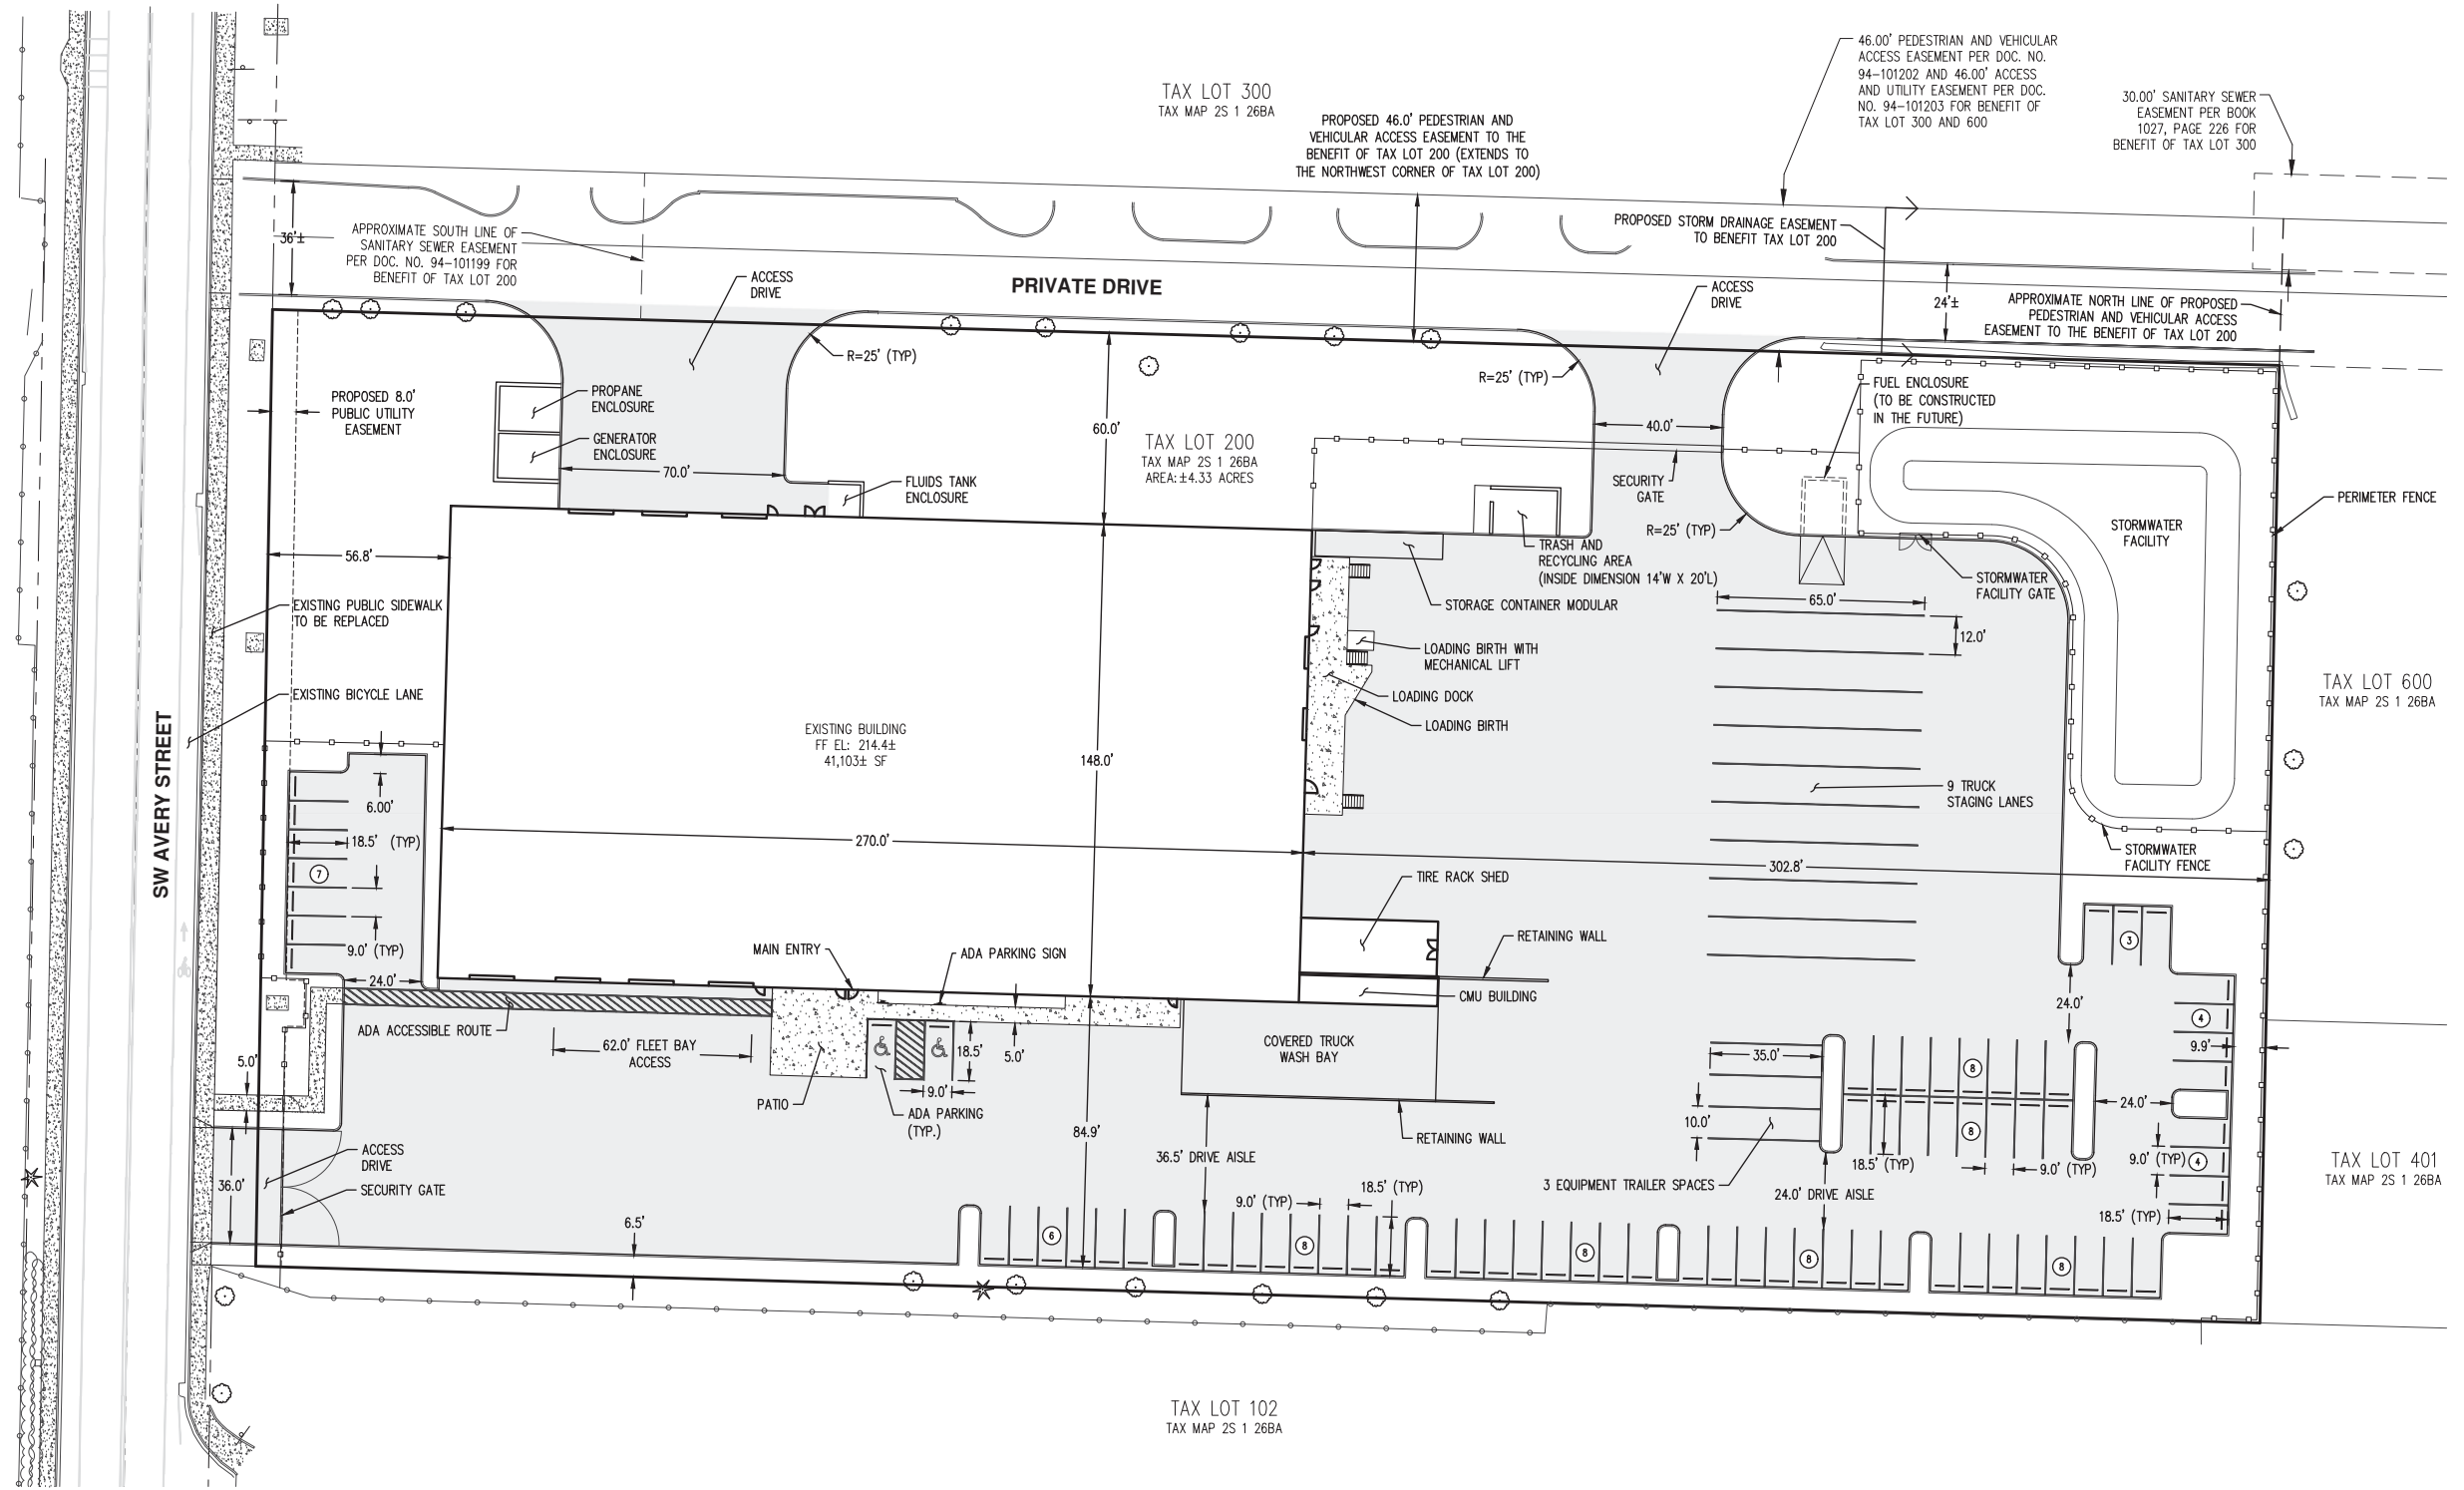 TAX LOT 300
TAX MAP 2S 1 26BA
46.00' PEDESTRIAN AND VEHICULAR
ACCESS EASEMENT PER DOC. NO.
94-101202 AND 46.00' ACCESS
AND UTILITY EASEMENT PER DOC.
NO. 94-101203 FOR BENEFIT OF
TAX LOT 300 AND 600
30.00' SANITARY SEWER
EASEMENT PER BOOK
1027, PAGE 226 FOR
BENEFIT OF TAX LOT 300
PROPOSED 46.0' PEDESTRIAN AND
VEHICULAR ACCESS EASEMENT TO THE
BENEFIT OF TAX LOT 200 (EXTENDS TO
THE NORTHWEST CORNER OF TAX LOT 200)
36'±
APPROXIMATE SOUTH LINE OF
SANITARY SEWER EASEMENT
PER DOC. NO. 94-101199 FOR
BENEFIT OF TAX LOT 200
PROPOSED STORM DRAINAGE EASEMENT
TO BENEFIT TAX LOT 200
ACCESS
DRIVE
PRIVATE DRIVE
ACCESS
DRIVE
24'±
APPROXIMATE NORTH LINE OF PROPOSED
PEDESTRIAN AND VEHICULAR ACCESS
EASEMENT TO THE BENEFIT OF TAX LOT 200
R=25' (TYP)
R=25' (TYP)
PROPOSED 8.0'
PUBLIC UTILITY
EASEMENT
PROPANE
ENCLOSURE
GENERATOR
ENCLOSURE
70.0'
FLUIDS TANK
ENCLOSURE
60.0'
TAX LOT 200
TAX MAP 2S 1 26BA
AREA: ±4.33 ACRES
40.0'
FUEL ENCLOSURE
(TO BE CONSTRUCTED
IN THE FUTURE)
SECURITY
GATE
R=25' (TYP)
STORMWATER
FACILITY
PERIMETER FENCE
56.8'
TRASH AND
RECYCLING AREA
(INSIDE DIMENSION 14'W X 20'L)
STORMWATER
FACILITY GATE
EXISTING PUBLIC SIDEWALK
TO BE REPLACED
STORAGE CONTAINER MODULAR
65.0'
12.0'
LOADING BIRTH WITH
MECHANICAL LIFT
LOADING DOCK
LOADING BIRTH
TAX LOT 600
TAX MAP 2S 1 26BA
EXISTING BICYCLE LANE
SW AVERY STREET
EXISTING BUILDING
FF EL: 214.4±
41,103± SF
148.0'
9 TRUCK
STAGING LANES
6.00'
18.5' (TYP)
7
9.0' (TYP)
24.0'
270.0'
302.8'
STORMWATER
FACILITY FENCE
TIRE RACK SHED
RETAINING WALL
CMU BUILDING
MAIN ENTRY
ADA PARKING SIGN
3
24.0'
ADA ACCESSIBLE ROUTE
62.0' FLEET BAY
ACCESS
18.5'
5.0'
9.0'
COVERED TRUCK
WASH BAY
5.0'
PATIO
ADA PARKING
(TYP.)
84.9'
RETAINING WALL
35.0'
10.0'
8
8
4
9.9'
24.0'
9.0' (TYP)
4
18.5' (TYP)
9.0' (TYP)
18.5' (TYP)
TAX LOT 401
TAX MAP 2S 1 26BA
ACCESS
DRIVE
SECURITY GATE
36.0'
6.5'
36.5' DRIVE AISLE
9.0' (TYP)
18.5' (TYP)
3 EQUIPMENT TRAILER SPACES
24.0' DRIVE AISLE
6
8
8
8
8
TAX LOT 102
TAX MAP 2S 1 26BA